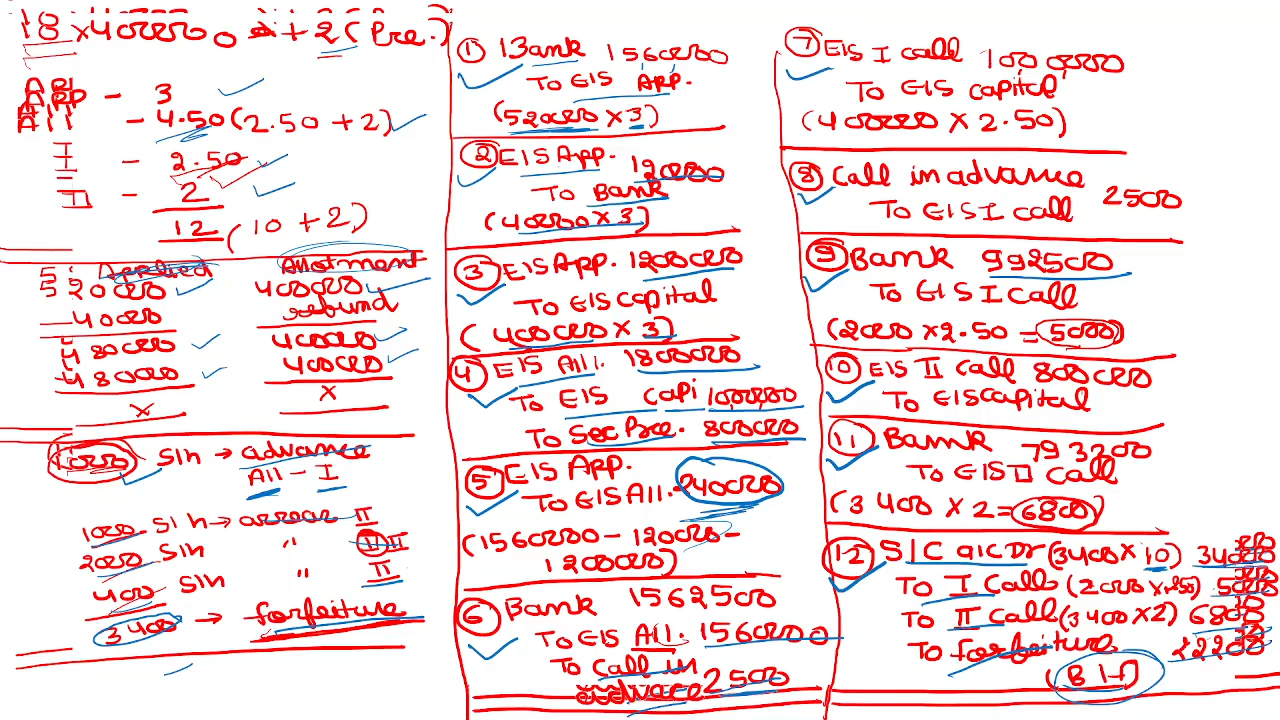 18 × 400000 + 2 (Pre.)
APP - 3
All - 4.50 (2.50 + 2)
I - 2.50
II - 2
12 (10 + 2)
Applied Allotment
520000 400000
40000 refund
480000 400000
480000 400000
× ×
1000 Sh → advance
All - I
1000 Sh → arrear II
2000 Sh " I II
400 Sh " II
3400 → forfeiture
① Bank 1560000
To E/S App.
(520000 × 3)
② E/S App. 120000
To Bank
(40000 × 3)
③ E/S App. 1200000
To E/S capital
(400000 × 3)
④ E/S All. 1800000
To E/S capi 10,00,000
To Sec Pre. 800000
⑤ E/S App.
To E/S All. - 240000
(1560000 - 120000 -
1200000)
⑥ Bank 1562500
To E/S All. 1560000
To Call in
advace 2500
⑦ E/S I call 1000000
To E/S capital
(400000 × 2.50)
⑧ Call in advance
To E/S I call 2500
⑨ Bank 992500
To E/S I call
(2000 × 2.50 = 5000)
⑩ E/S II call 800000
To E/S capital
⑪ Bank 793200
To E/S II call
(3400 × 2 = 6800)
⑫ S/C a/c Dr (3400 × 10) 34000
To I Call (2000 × 2.50) 5000
To II Call (3400 × 2) 6800
To forfeiture 22200
(B/F)